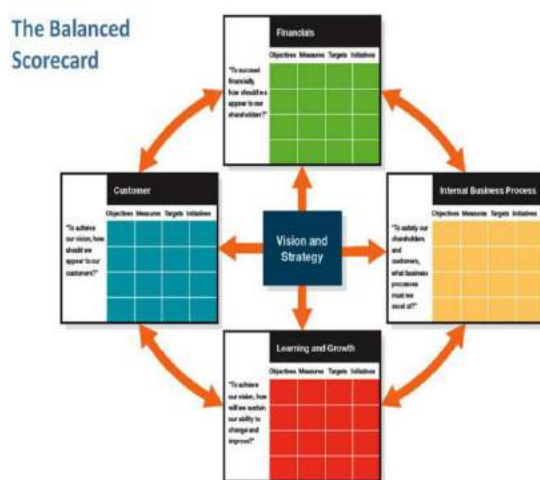 The Balanced
Scorecard
Financials
Objectives Measures Targets Initiatives
"To succeed
financially,
how should we
appear to our
shareholders?"
Customer
Objectives Measures Targets Initiatives
"To achieve
our vision, how
should we
appear to our
customers?"
Vision and
Strategy
Internal Business Process
Objectives Measures Targets Initiatives
"To satisfy our
shareholders
and
customers,
what business
processes
must we
excel at?"
Learning and Growth
Objectives Measures Targets Initiatives
"To achieve
our vision, how
will we sustain
our ability to
change and
improve?"